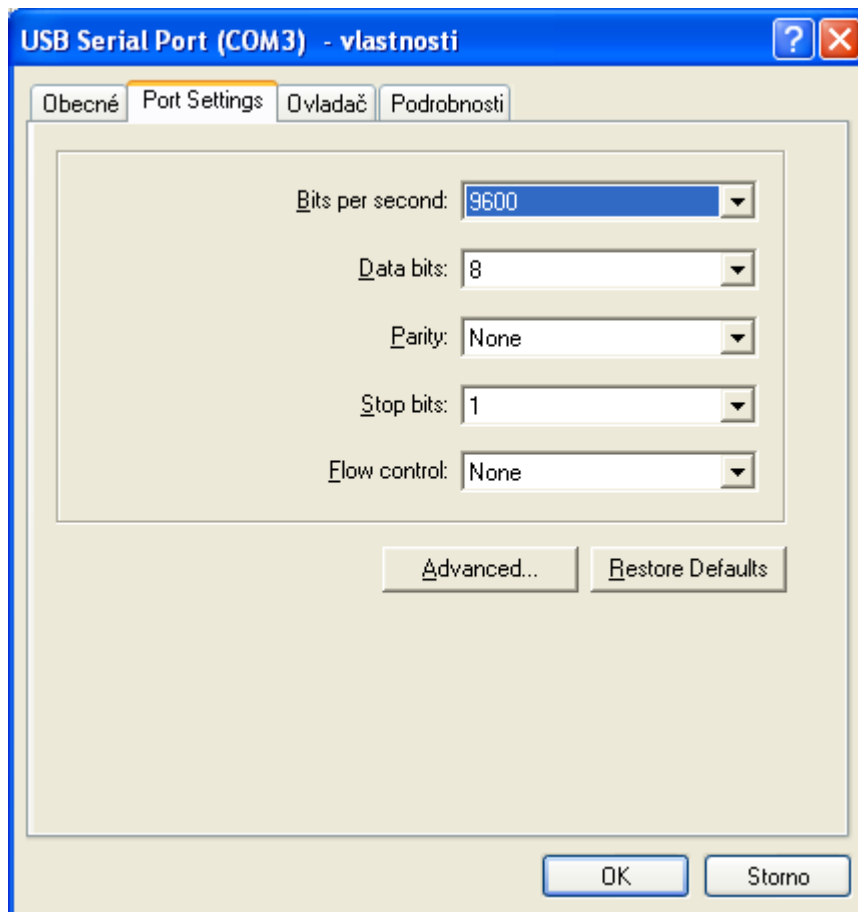 USB Serial Port (COM3) - vlastnosti
Obecné Port Settings Ovladač Podrobnosti
Bits per second: 9600
Data bits: 8
Parity: None
Stop bits: 1
Flow control: None
Advanced... Restore Defaults
OK Storno